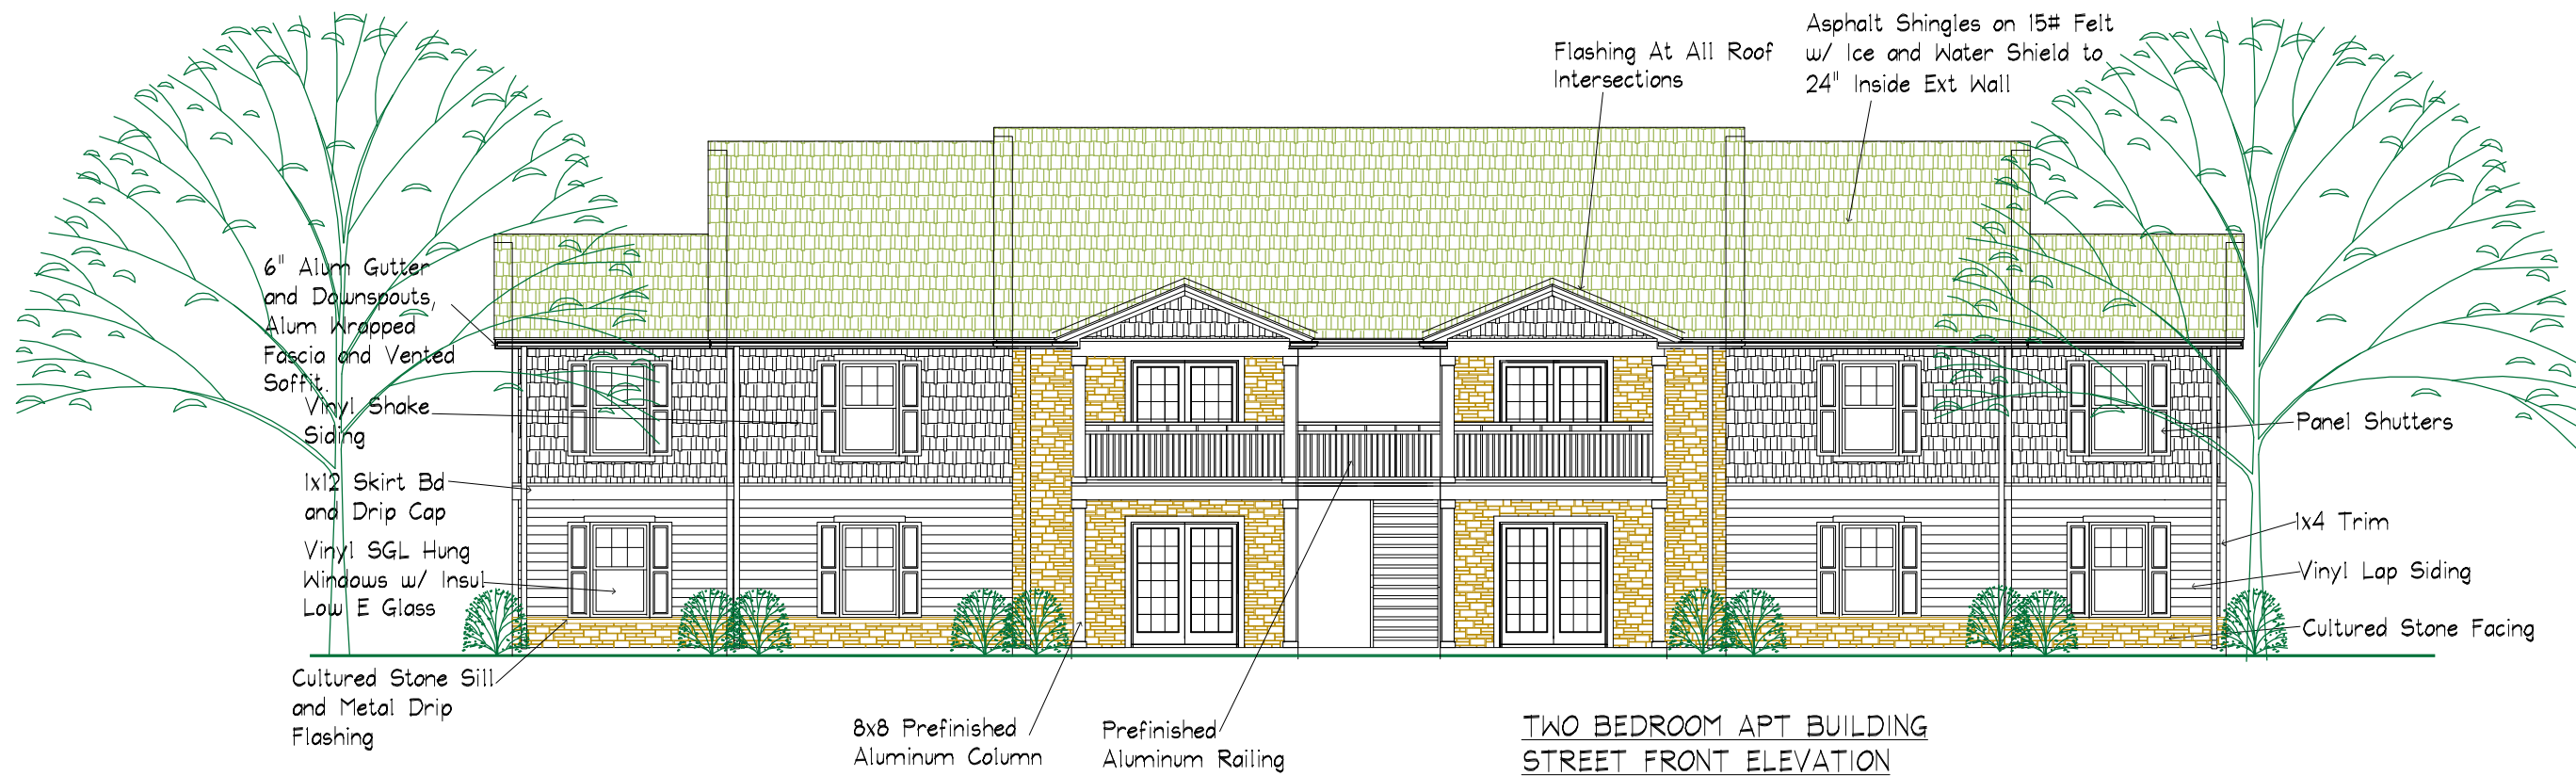 Asphalt Shingles on 15# Felt
w/ Ice and Water Shield to
24" Inside Ext Wall
Flashing At All Roof
Intersections
6" Alum Gutter
and Downspouts,
Alum Wrapped
Fascia and Vented
Soffit.
Vinyl Shake
Siding
1x12 Skirt Bd
and Drip Cap
Vinyl SGL Hung
Windows w/ Insul
Low E Glass
Cultured Stone Sill
and Metal Drip
Flashing
8x8 Prefinished
Aluminum Column
Prefinished
Aluminum Railing
Panel Shutters
1x4 Trim
Vinyl Lap Siding
Cultured Stone Facing
TWO BEDROOM APT BUILDING
STREET FRONT ELEVATION